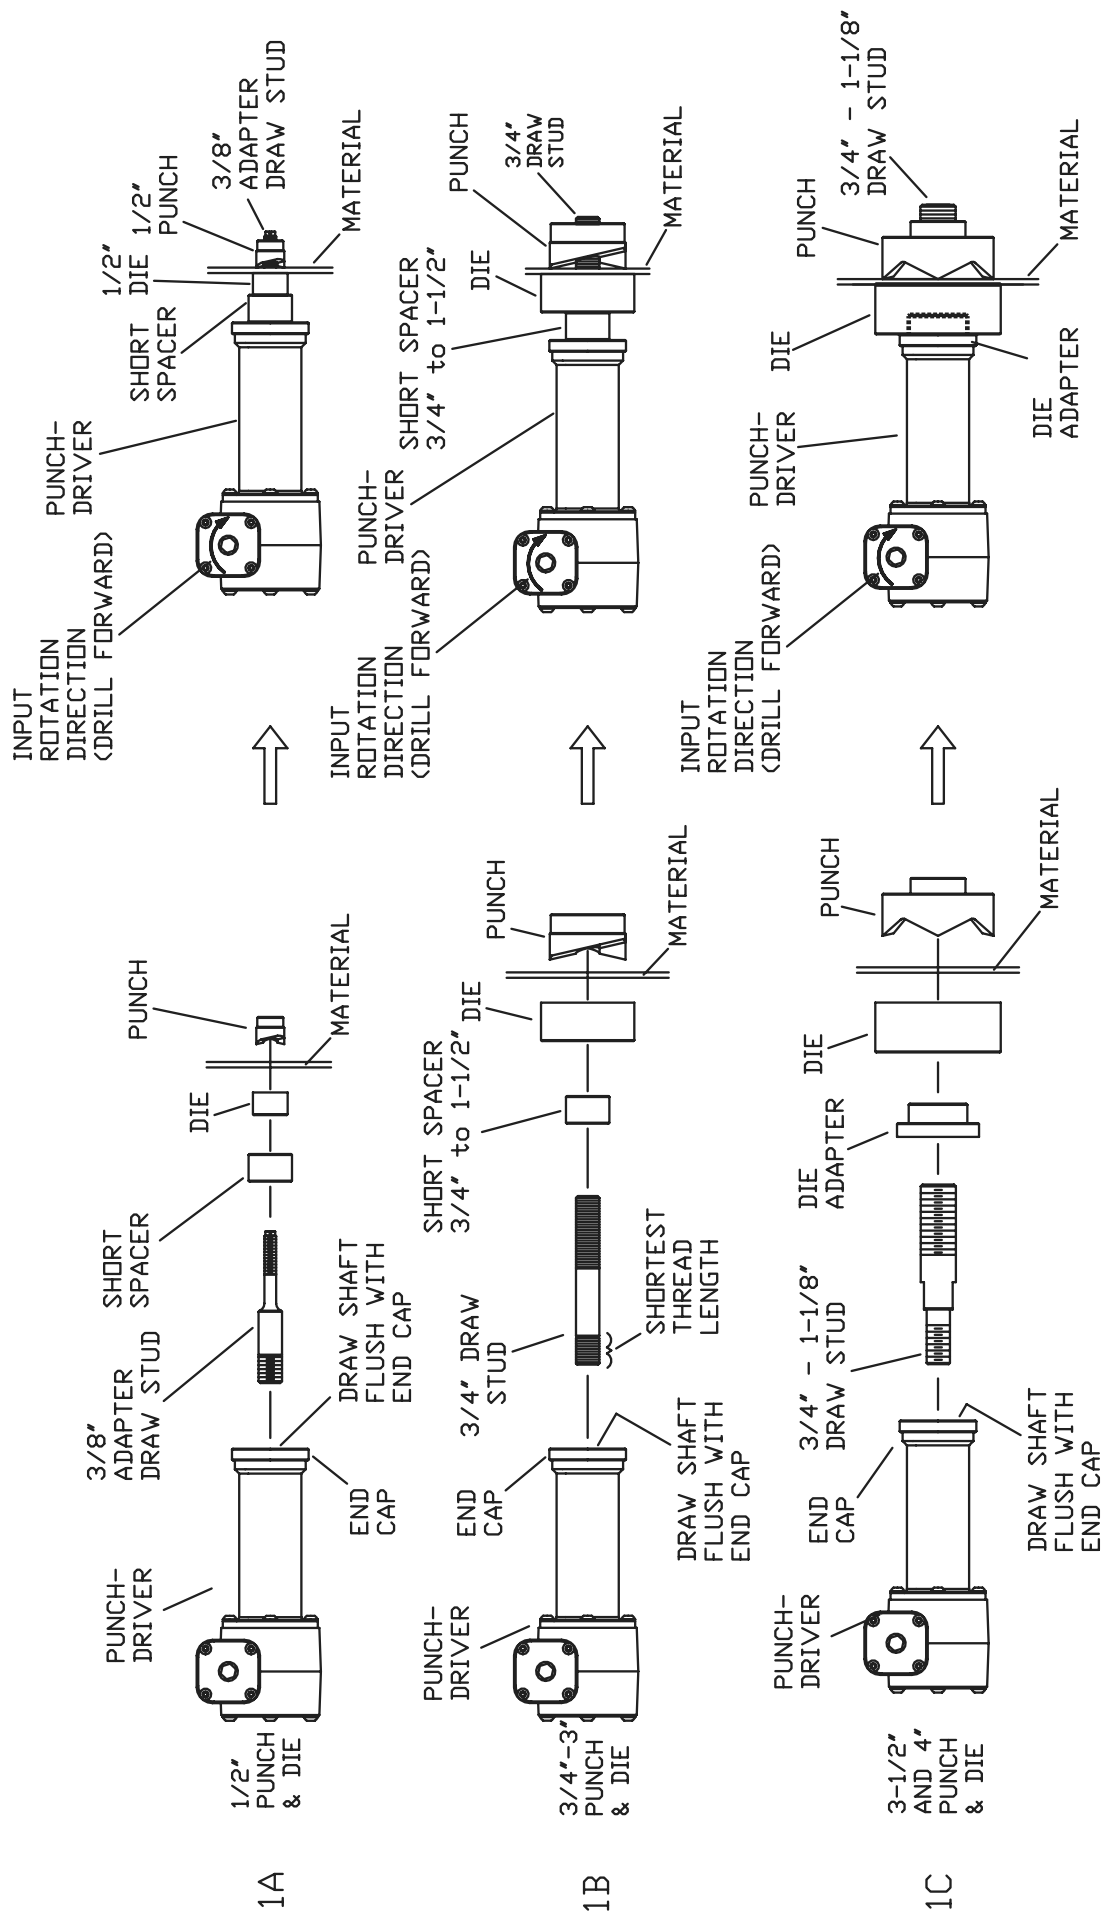 1A
1/2"
PUNCH
& DIE
PUNCH-
DRIVER
3/8"
ADAPTER
DRAW STUD
SHORT
SPACER
DIE
PUNCH
END
CAP
DRAW SHAFT
FLUSH WITH
END CAP
MATERIAL
INPUT
ROTATION
DIRECTION
(DRILL FORWARD)
PUNCH-
DRIVER
SHORT
SPACER
1/2"
DIE
1/2"
PUNCH
3/8"
ADAPTER
DRAW STUD
MATERIAL
1B
3/4"-3"
PUNCH
& DIE
PUNCH-
DRIVER
END
CAP
3/4" DRAW
STUD
SHORT SPACER
3/4" to 1-1/2"
DIE
PUNCH
DRAW SHAFT
FLUSH WITH
END CAP
SHORTEST
THREAD
LENGTH
MATERIAL
INPUT
ROTATION
DIRECTION
(DRILL FORWARD)
PUNCH-
DRIVER
SHORT SPACER
3/4" to 1-1/2"
DIE
PUNCH
3/4"
DRAW
STUD
MATERIAL
1C
3-1/2"
AND 4"
PUNCH
& DIE
PUNCH-
DRIVER
END
CAP
3/4" - 1-1/8"
DRAW STUD
DIE
ADAPTER
DIE
PUNCH
DRAW SHAFT
FLUSH WITH
END CAP
MATERIAL
INPUT
ROTATION
DIRECTION
(DRILL FORWARD)
PUNCH-
DRIVER
DIE
PUNCH
3/4" - 1-1/8"
DRAW STUD
DIE
ADAPTER
MATERIAL